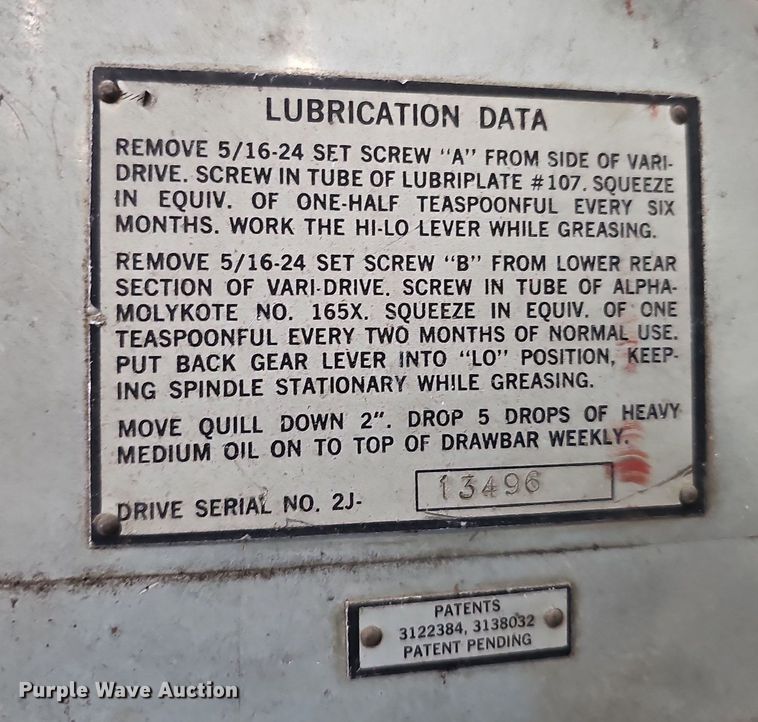 LUBRICATION DATA
REMOVE 5/16-24 SET SCREW "A" FROM SIDE OF VARI-
DRIVE. SCREW IN TUBE OF LUBRIPLATE #107. SQUEEZE
IN EQUIV. OF ONE-HALF TEASPOONFUL EVERY SIX
MONTHS. WORK THE HI-LO LEVER WHILE GREASING.
REMOVE 5/16-24 SET SCREW "B" FROM LOWER REAR
SECTION OF VARI-DRIVE. SCREW IN TUBE OF ALPHA-
MOLYKOTE NO. 165X. SQUEEZE IN EQUIV. OF ONE
TEASPOONFUL EVERY TWO MONTHS OF NORMAL USE.
PUT BACK GEAR LEVER INTO "LO" POSITION, KEEP-
ING SPINDLE STATIONARY WHILE GREASING.
MOVE QUILL DOWN 2". DROP 5 DROPS OF HEAVY
MEDIUM OIL ON TO TOP OF DRAWBAR WEEKLY.
DRIVE SERIAL NO. 2J- 13496
PATENTS
3122384, 3138032
PATENT PENDING
Purple Wave Auction